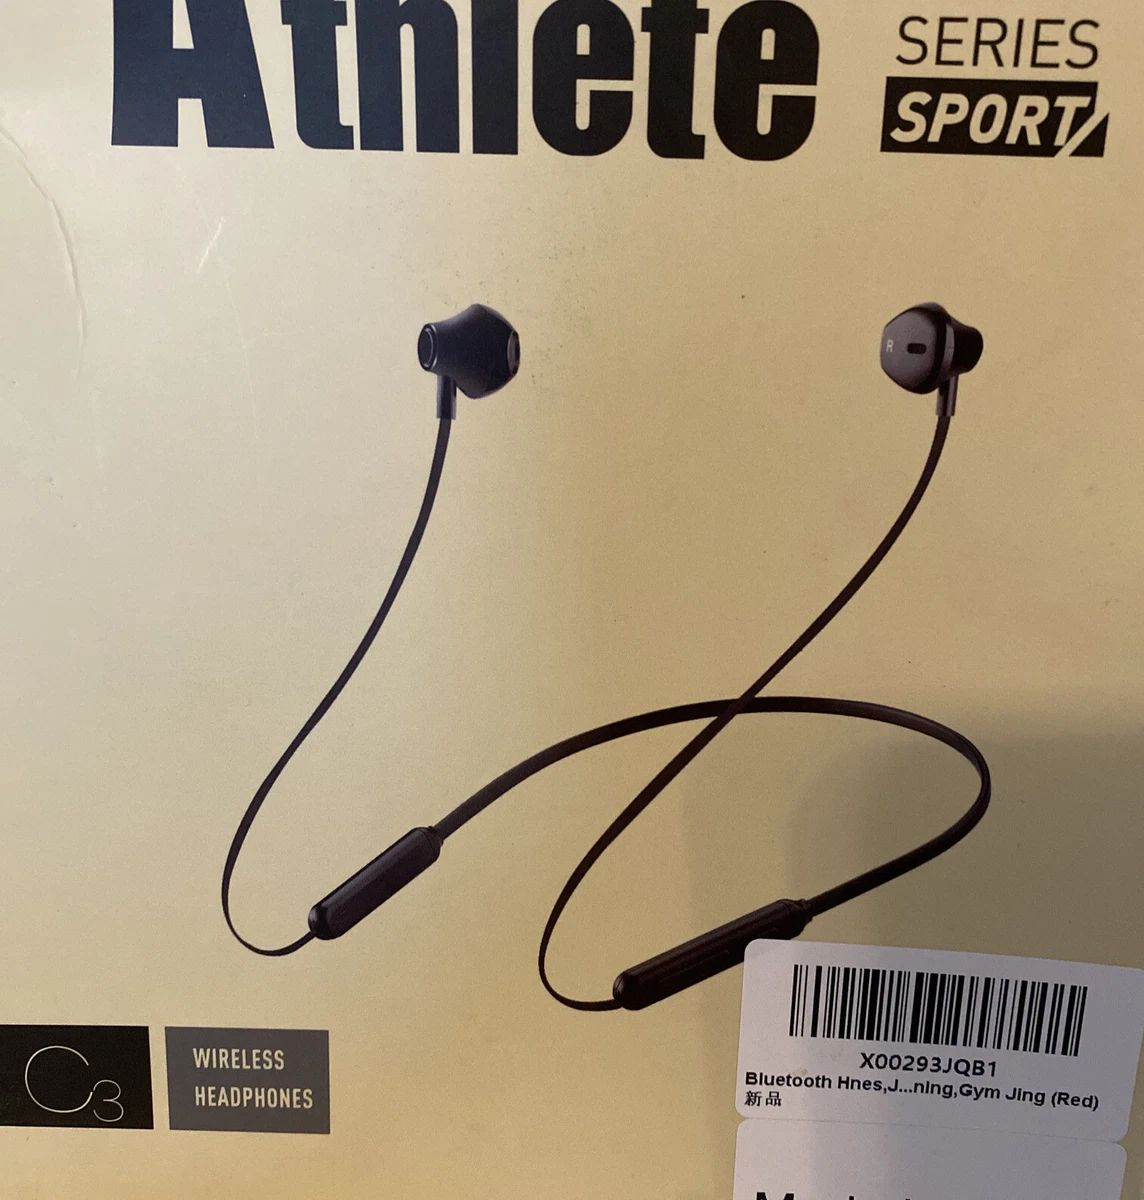 Athlete
SERIES
SPORT
R
C3
WIRELESS
HEADPHONES
X00293JQB1
Bluetooth Hnes,J...ning,Gym Jing (Red)
新品